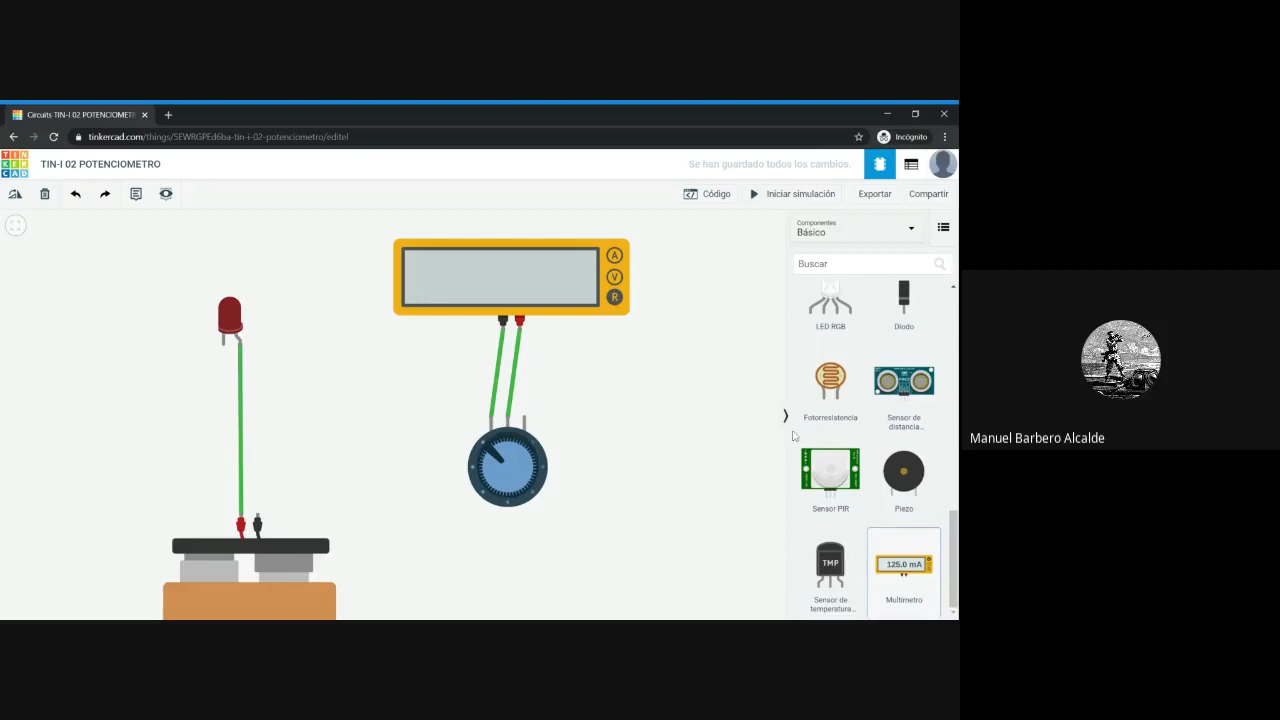 Circuits TIN-I 02 POTENCIOMETR
Incógnito
tinkercad.com/things/5EWRGPEd6ba-tin-i-02-potenciometro/editel
TIN
KER
CAD
TIN-I 02 POTENCIOMETRO
Se han guardado todos los cambios.
Código
Iniciar simulación
Exportar
Compartir
Componentes
Básico
Buscar
A
V
R
LED RGB
Diodo
Fotorresistencia
Sensor de
distancia...
Sensor PIR
Piezo
TMP
125.0 mA
Sensor de
temperatura...
Multímetro
Manuel Barbero Alcalde